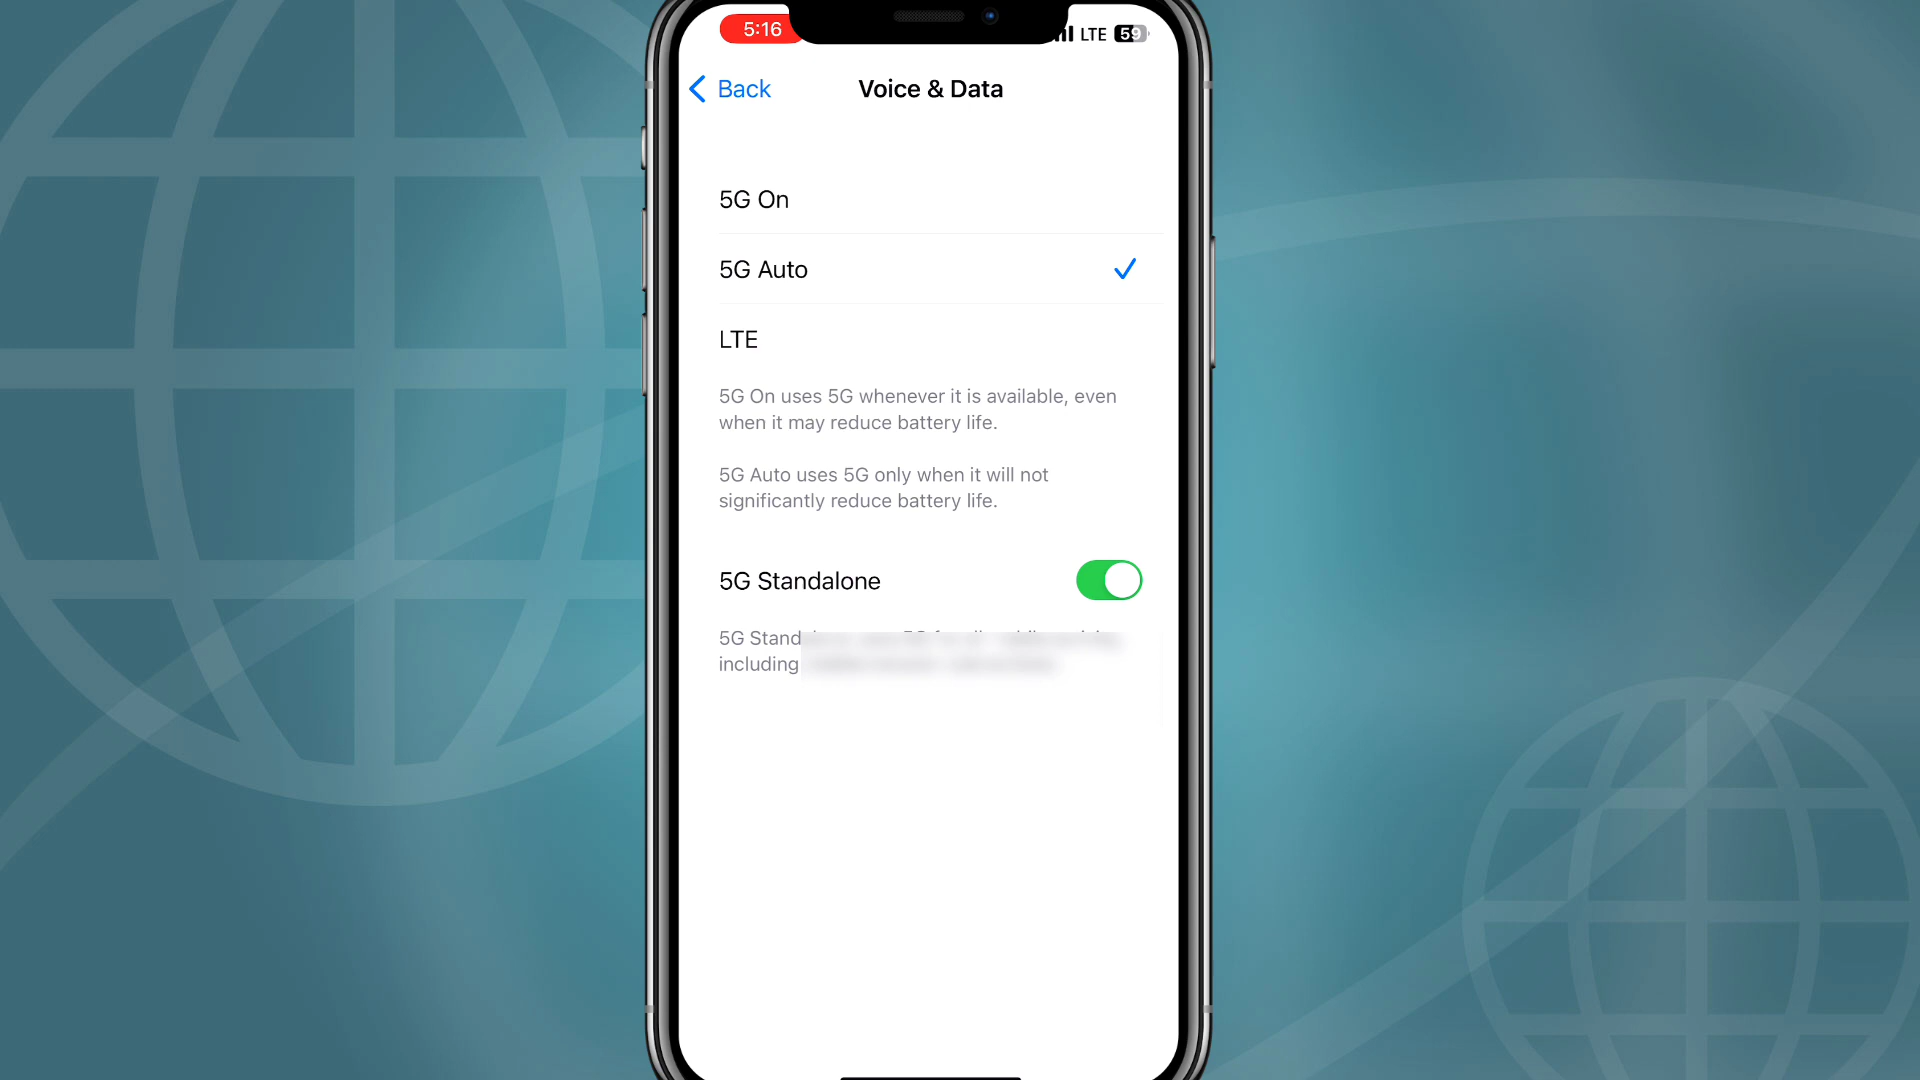 5:16
LTE 59
Back
Voice & Data
5G On
5G Auto
LTE
5G On uses 5G whenever it is available, even
when it may reduce battery life.
5G Auto uses 5G only when it will not
significantly reduce battery life.
5G Standalone
5G Stand
including